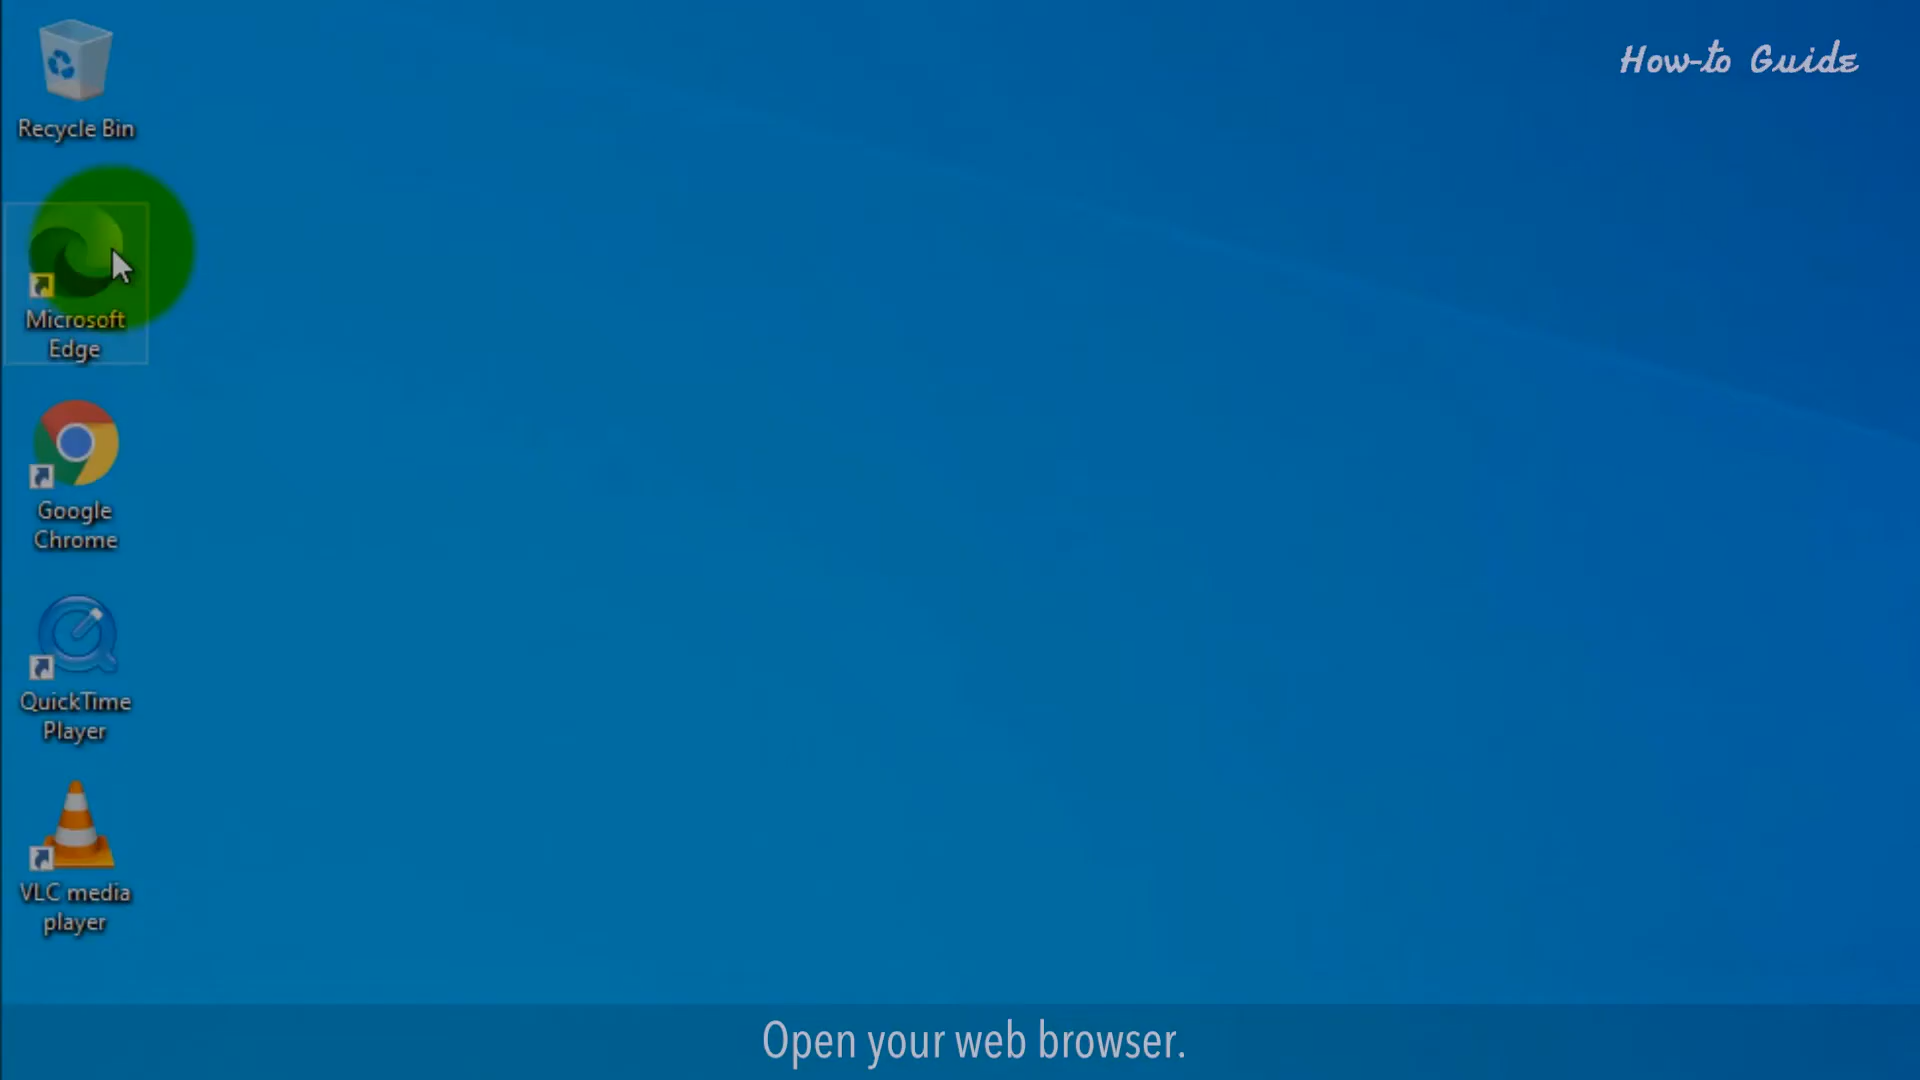 How-to Guide
Recycle Bin
Microsoft
Edge
Google
Chrome
QuickTime
Player
VLC media
player
Open your web browser.